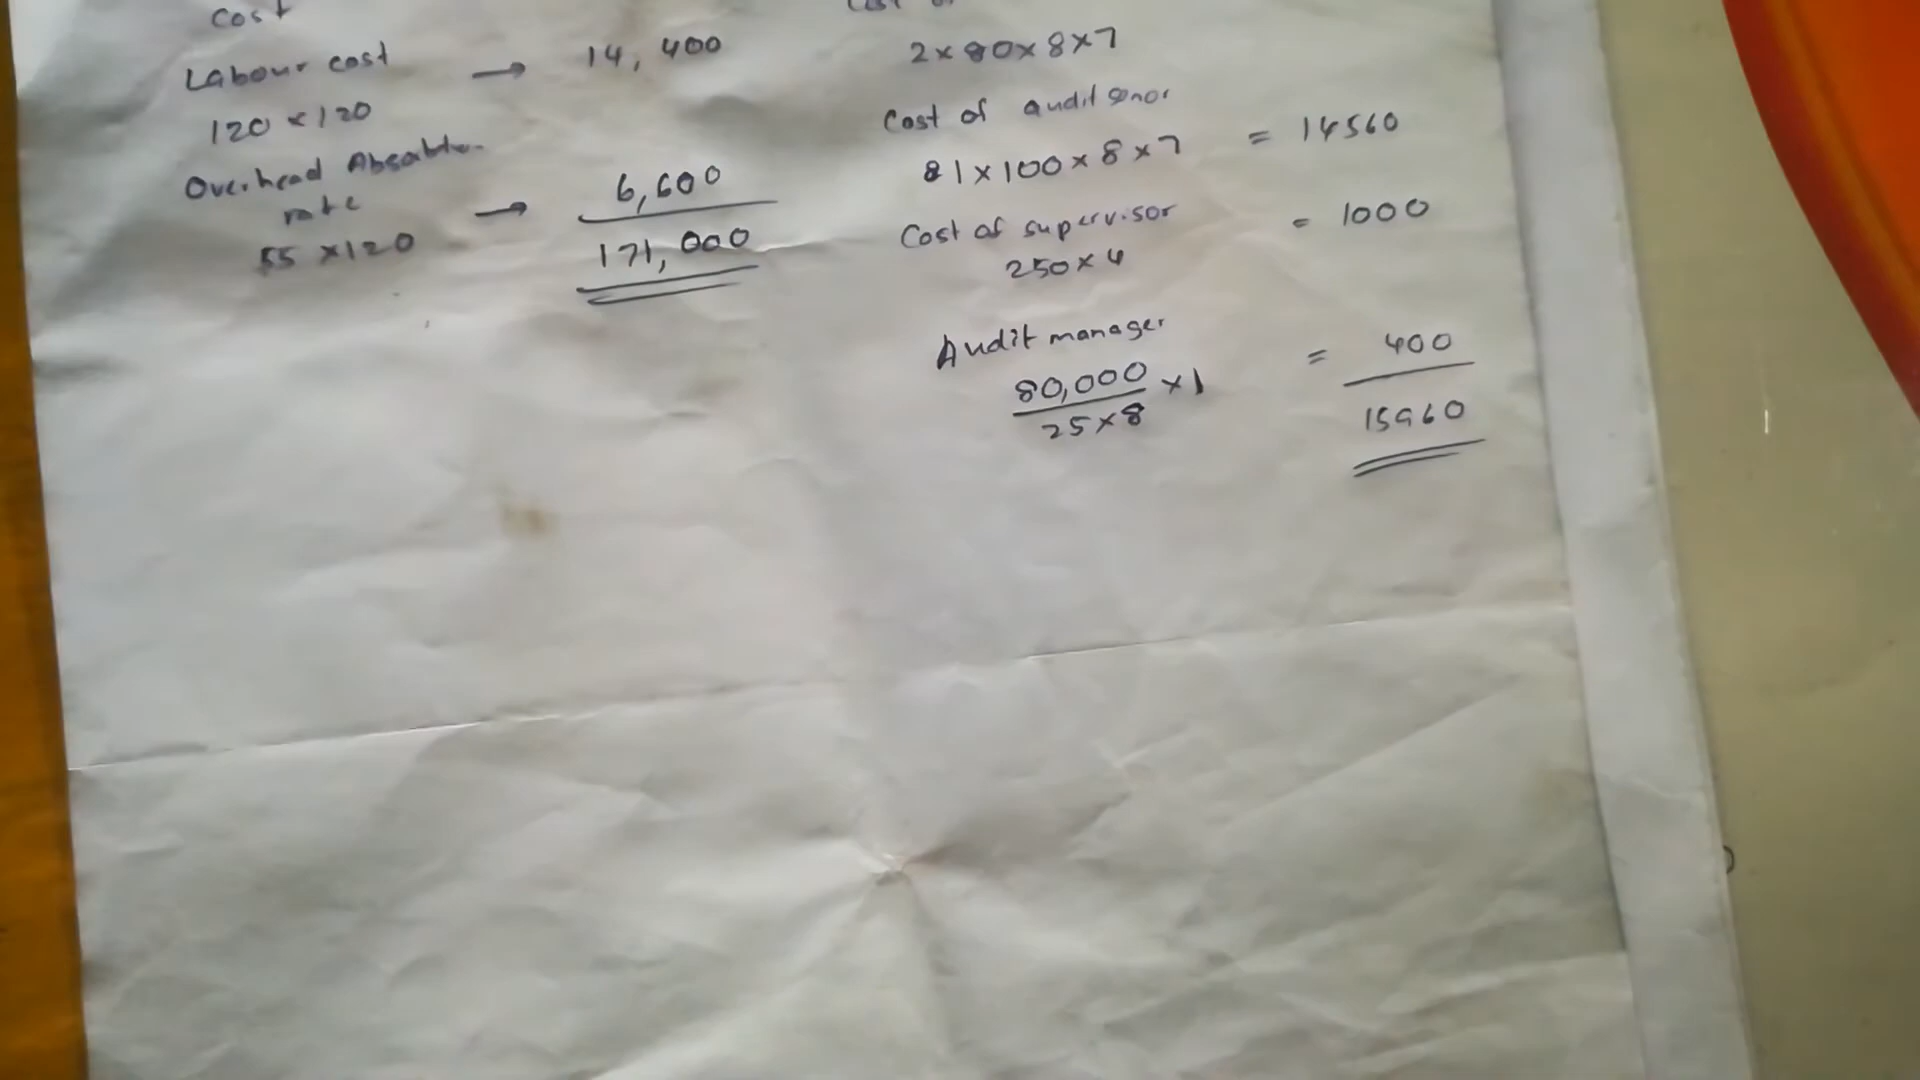 Cost
Labour cost → 14,400
120 × 120
Overhead Absorbtion
rate → 6,600
55 × 120
171,000
2 × 80 × 8 × 7
Cost of audit senor
81 × 100 × 8 × 7 = 14560
Cost of supervisor = 1000
250 × 4
Audit manager
80,000
25 × 8 × 1 = 400
15960